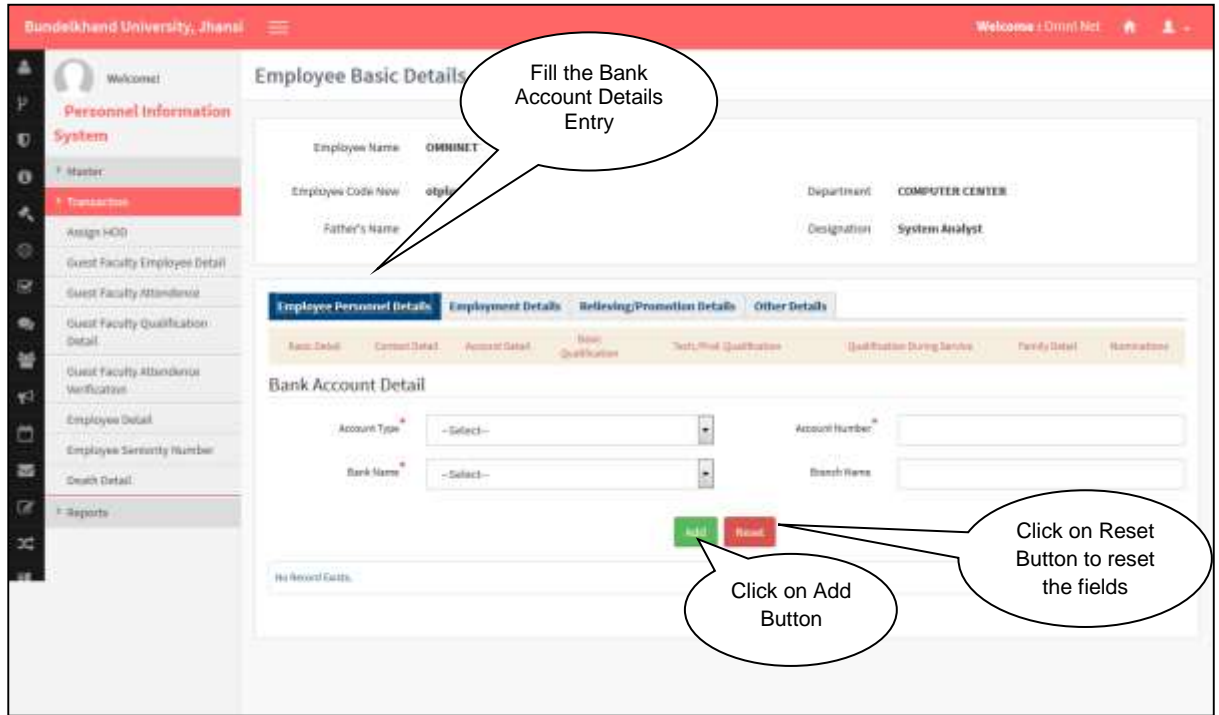 Bundelkhand University, Jhansi
Welcome : Omni Net
Welcome!
Personnel Information
System
Master
Transaction
Assign HOD
Guest Faculty Employee Detail
Guest Faculty Attendence
Guest Faculty Qualification
Detail
Guest Faculty Attendence
Verification
Employee Detail
Employee Seniority Number
Death Detail
Reports
Employee Basic Details
Fill the Bank
Account Details
Entry
Employee Name OMNINET
Employee Code New Department COMPUTER CENTER
Father's Name Designation System Analyst
Employee Personnel Details Employment Details Relieving/Promotion Details Other Details
Basic Detail Contact Detail Account Detail Basic Qualification Tech./Prof. Qualification Qualification During Service Family Detail Nominations
Bank Account Detail
Account Type * --Select-- Account Number *
Bank Name * --Select-- Branch Name
Add Reset
No Record Exists.
Click on Add
Button
Click on Reset
Button to reset
the fields